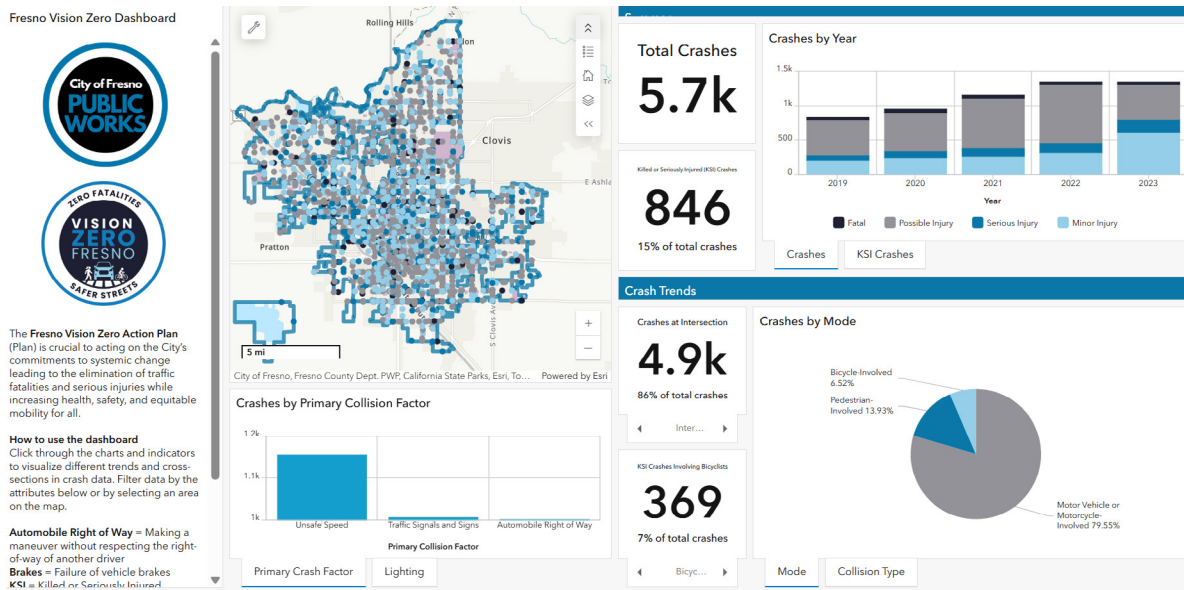 Fresno Vision Zero Dashboard
City of Fresno
PUBLIC
WORKS
ZERO FATALITIES
VISION
ZERO
FRESNO
SAFER STREETS
The Fresno Vision Zero Action Plan
(Plan) is crucial to acting on the City's
commitments to systemic change
leading to the elimination of traffic
fatalities and serious injuries while
increasing health, safety, and equitable
mobility for all.
How to use the dashboard
Click through the charts and indicators
to visualize different trends and cross-
sections in crash data. Filter data by the
attributes below or by selecting an area
on the map.
Automobile Right of Way = Making a
maneuver without respecting the right-
of-way of another driver
Brakes = Failure of vehicle brakes
KSI = Killed or Seriously Injured
Rolling Hills
Clovis
E Ashla
Pratton
S Clovis Ave
5 mi
City of Fresno, Fresno County Dept. PWP, California State Parks, Esri, To...
Powered by Esri
Crashes by Primary Collision Factor
1.2k
1.1k
1k
Unsafe Speed
Traffic Signals and Signs
Automobile Right of Way
Primary Collision Factor
Primary Crash Factor
Lighting
Total Crashes
5.7k
Killed or Seriously Injured (KSI) Crashes
846
15% of total crashes
Crashes by Year
1.5k
1k
500
0
2019
2020
2021
2022
2023
Year
Fatal
Possible Injury
Serious Injury
Minor Injury
Crashes
KSI Crashes
Crash Trends
Crashes at Intersection
4.9k
86% of total crashes
Inter...
KSI Crashes Involving Bicyclists
369
7% of total crashes
Bicyc...
Crashes by Mode
Bicycle-Involved
6.52%
Pedestrian-
Involved 13.93%
Motor Vehicle or
Motorcycle-
Involved 79.55%
Mode
Collision Type